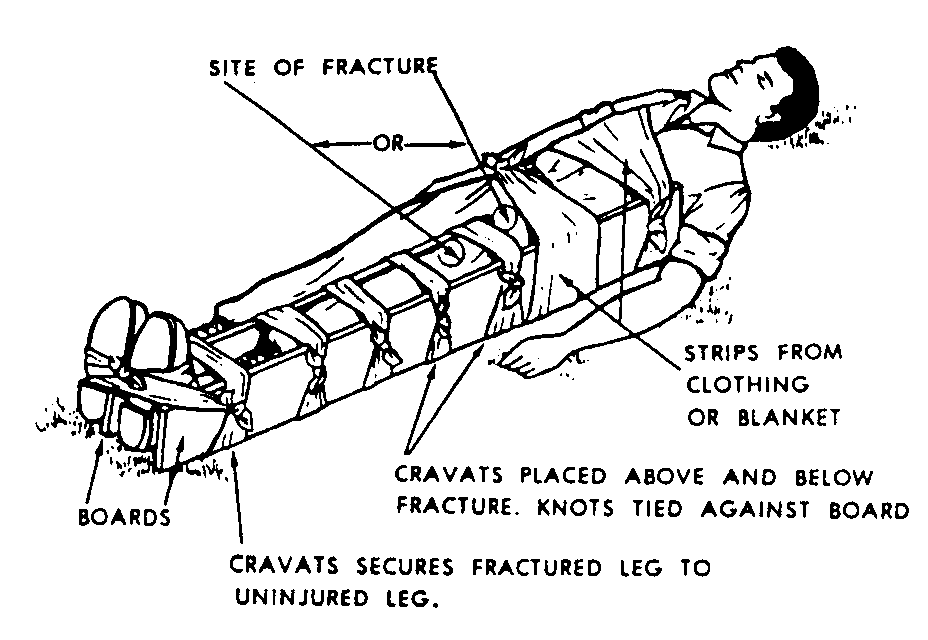 SITE OF FRACTURE
OR
STRIPS FROM
CLOTHING
OR BLANKET
CRAVATS PLACED ABOVE AND BELOW
FRACTURE. KNOTS TIED AGAINST BOARD
BOARDS
CRAVATS SECURES FRACTURED LEG TO
UNINJURED LEG.